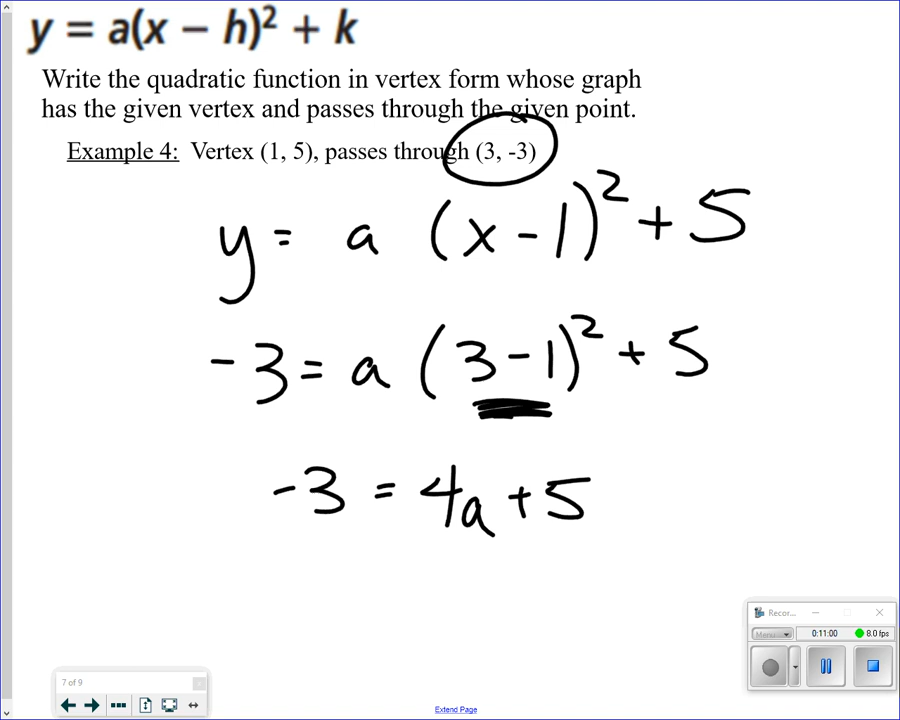 y = a(x − h)² + k
Write the quadratic function in vertex form whose graph
has the given vertex and passes through the given point.
Example 4: Vertex (1, 5), passes through (3, -3)
y = a (x - 1)² + 5
-3 = a (3 - 1)² + 5
-3 = 4a + 5
Recor...
Menu
0:11:00
8.0 fps
7 of 9
Extend Page